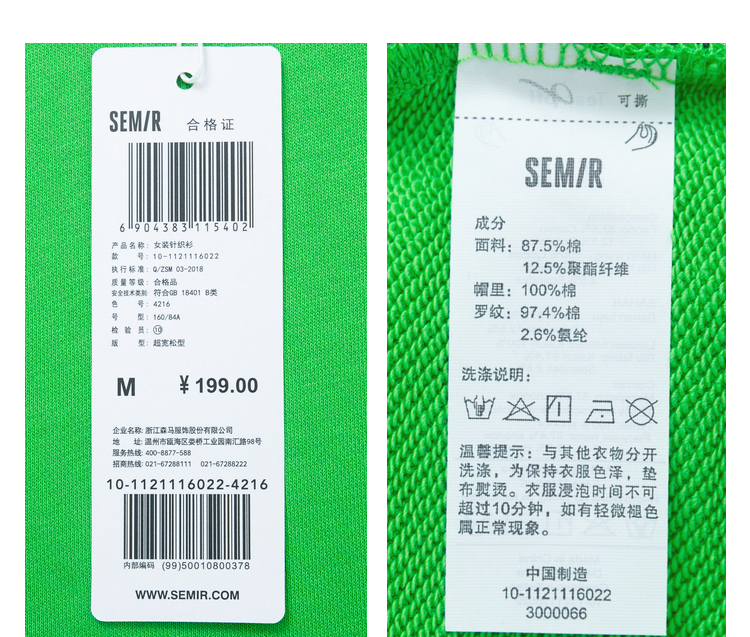 SEM/R 合格证
6 904383 115402
产品名称: 女装针织衫
款 号: 10-1121116022
执行标准: Q/ZSM 03-2018
质量等级: 合格品
安全技术类别: 符合GB 18401 B类
色 号: 4216
号 型: 160/84A
检 验 员: ⑩
版 型: 超宽松型
M ¥199.00
企业名称: 浙江森马服饰股份有限公司
地 址: 温州市瓯海区娄桥工业园南汇路98号
服务热线: 400-8877-588
招商热线: 021-67288111 021-67288222
10-1121116022-4216
内部编码 (99)50010800378
WWW.SEMIR.COM
可撕
SEM/R
成分
面料: 87.5%棉
12.5%聚酯纤维
帽里: 100%棉
罗纹: 97.4%棉
2.6%氨纶
洗涤说明:
温馨提示: 与其他衣物分开
洗涤, 为保持衣服色泽, 垫
布熨烫。衣服浸泡时间不可
超过10分钟, 如有轻微褪色
属正常现象。
中国制造
10-1121116022
3000066